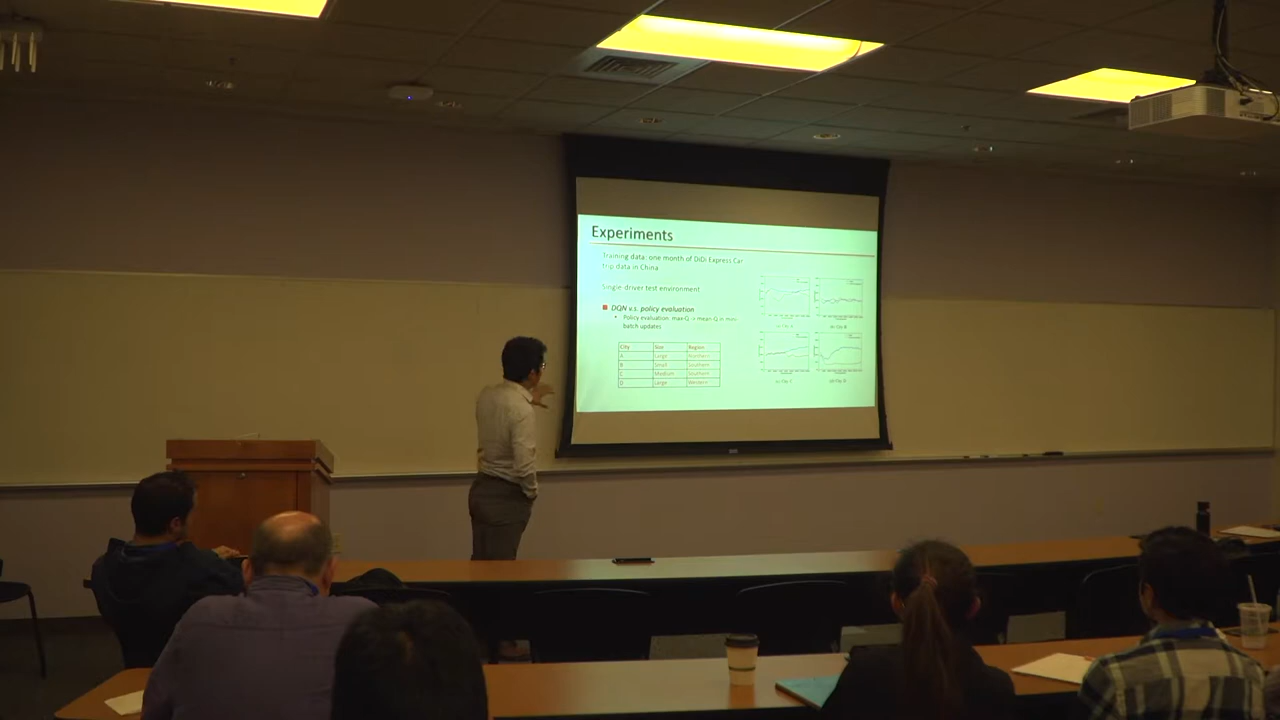 Experiments
Training data: one month of DiDi Express Car
trip data in China
Single-driver test environment
DQN v.s. policy evaluation
Policy evaluation: max-Q -> mean-Q in mini-
batch updates
City Size Region
A Large Northern
B Small Southern
C Medium Southern
D Large Western